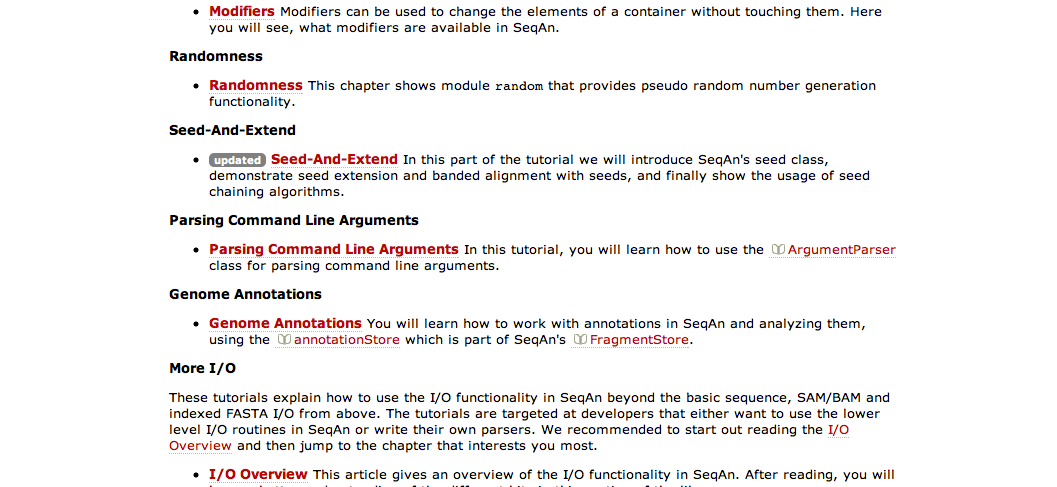 • Modifiers Modifiers can be used to change the elements of a container without touching them. Here
you will see, what modifiers are available in SeqAn.
Randomness
• Randomness This chapter shows module random that provides pseudo random number generation
functionality.
Seed-And-Extend
• updated Seed-And-Extend In this part of the tutorial we will introduce SeqAn's seed class,
demonstrate seed extension and banded alignment with seeds, and finally show the usage of seed
chaining algorithms.
Parsing Command Line Arguments
• Parsing Command Line Arguments In this tutorial, you will learn how to use the ArgumentParser
class for parsing command line arguments.
Genome Annotations
• Genome Annotations You will learn how to work with annotations in SeqAn and analyzing them,
using the annotationStore which is part of SeqAn's FragmentStore.
More I/O
These tutorials explain how to use the I/O functionality in SeqAn beyond the basic sequence, SAM/BAM and
indexed FASTA I/O from above. The tutorials are targeted at developers that either want to use the lower
level I/O routines in SeqAn or write their own parsers. We recommended to start out reading the I/O
Overview and then jump to the chapter that interests you most.
• I/O Overview This article gives an overview of the I/O functionality in SeqAn. After reading, you will